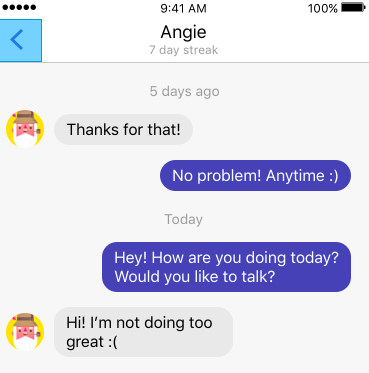 9:41 AM
100%
Angie
7 day streak
5 days ago
Thanks for that!
No problem! Anytime :)
Today
Hey! How are you doing today?
Would you like to talk?
Hi! I’m not doing too
great :(